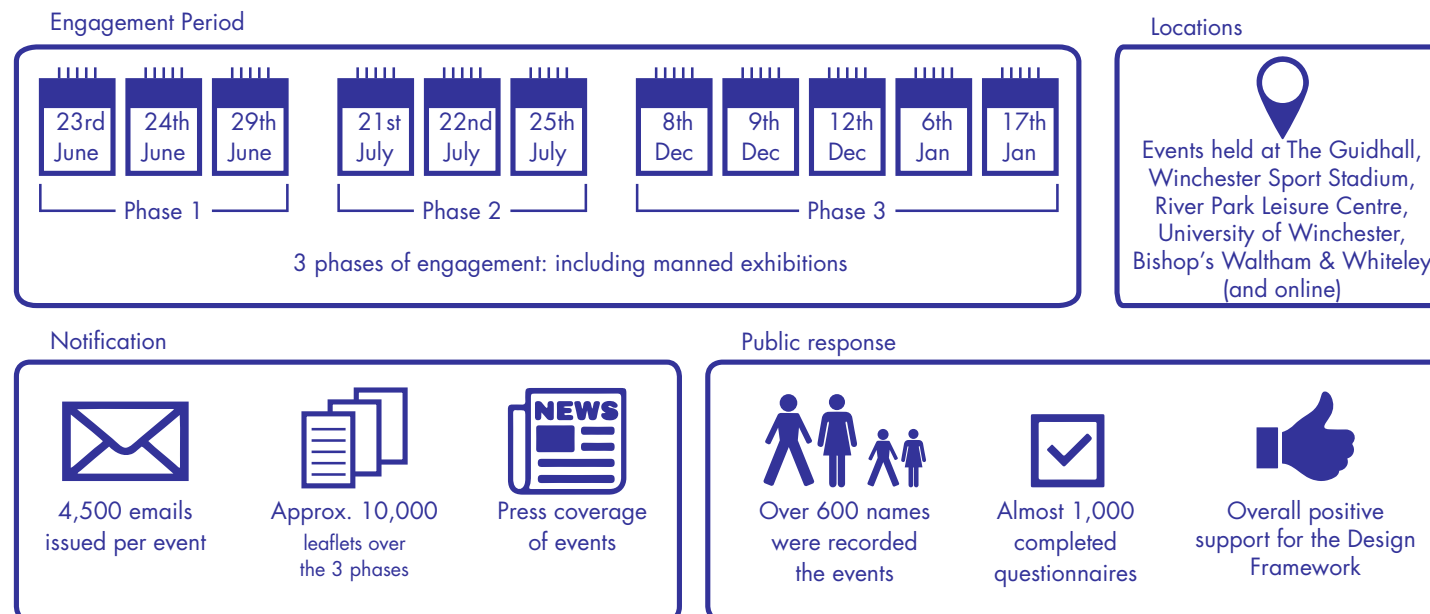 Engagement Period
23rd
June
24th
June
29th
June
Phase 1
21st
July
22nd
July
25th
July
Phase 2
8th
Dec
9th
Dec
12th
Dec
6th
Jan
17th
Jan
Phase 3
3 phases of engagement: including manned exhibitions
Locations
Events held at The Guidhall,
Winchester Sport Stadium,
River Park Leisure Centre,
University of Winchester,
Bishop's Waltham & Whiteley
(and online)
Notification
4,500 emails
issued per event
Approx. 10,000
leaflets over
the 3 phases
NEWS
Press coverage
of events
Public response
Over 600 names
were recorded
the events
Almost 1,000
completed
questionnaires
Overall positive
support for the Design
Framework